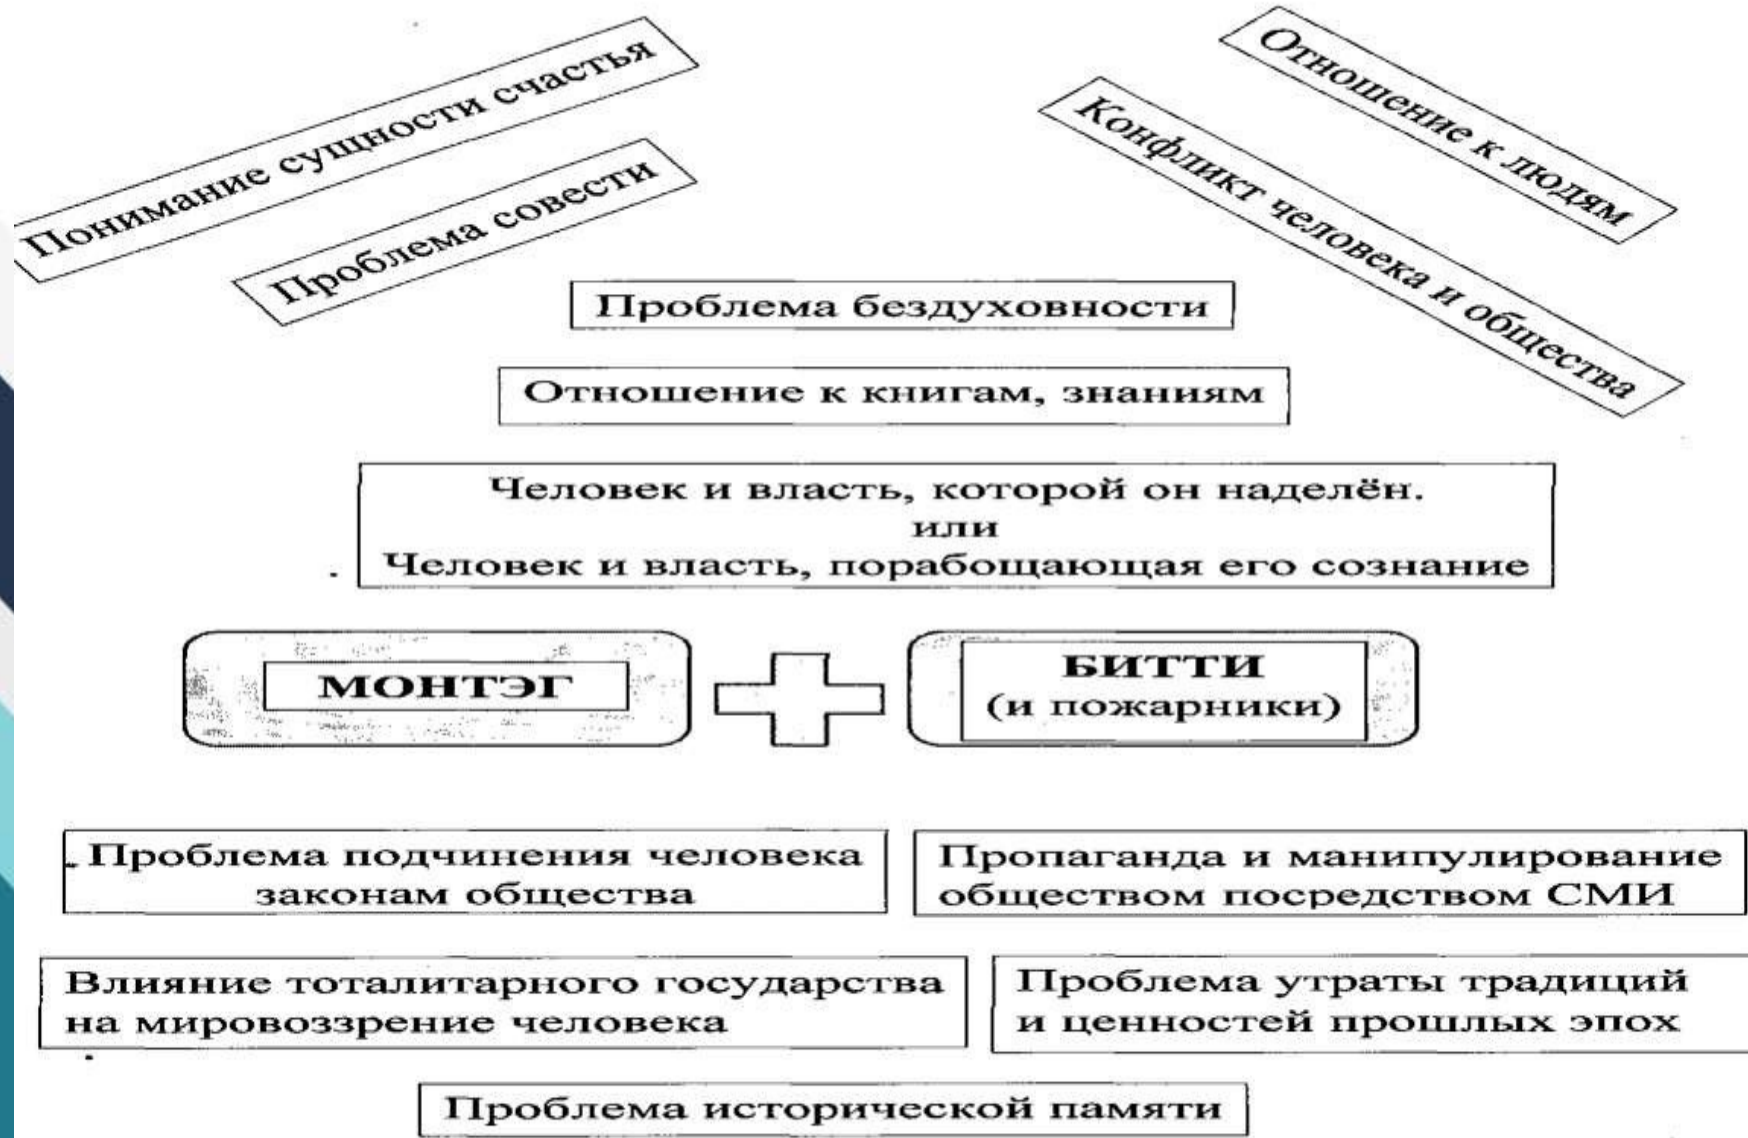 Понимание сущности счастья
Проблема совести
Отношение к людям
Конфликт человека и общества
Проблема бездуховности
Отношение к книгам, знаниям
Человек и власть, которой он наделён.
или
Человек и власть, порабощающая его сознание
МОНТЭГ
БИТТИ
(и пожарники)
Проблема подчинения человека
законам общества
Пропаганда и манипулирование
обществом посредством СМИ
Влияние тоталитарного государства
на мировоззрение человека
Проблема утраты традиций
и ценностей прошлых эпох
Проблема исторической памяти